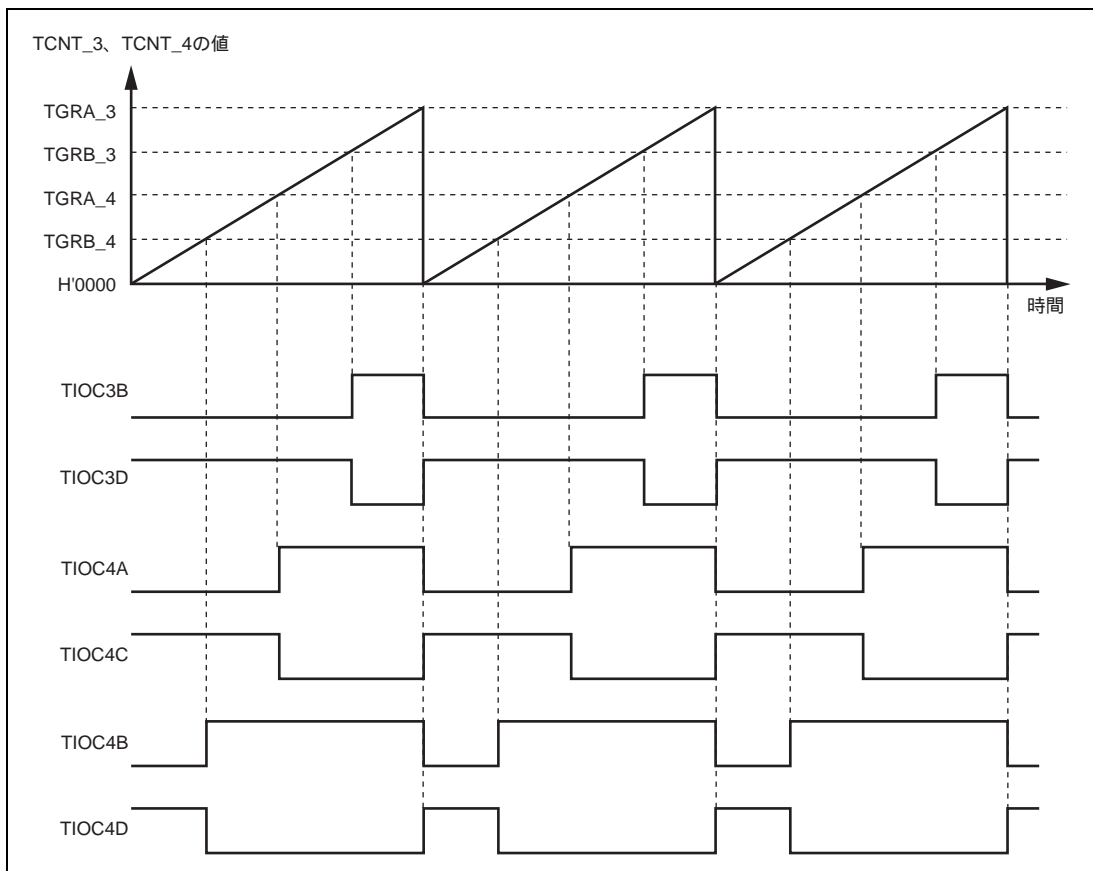 TCNT_3、TCNT_4の値
TGRA_3
TGRB_3
TGRA_4
TGRB_4
H'0000
時間
TIOC3B
TIOC3D
TIOC4A
TIOC4C
TIOC4B
TIOC4D